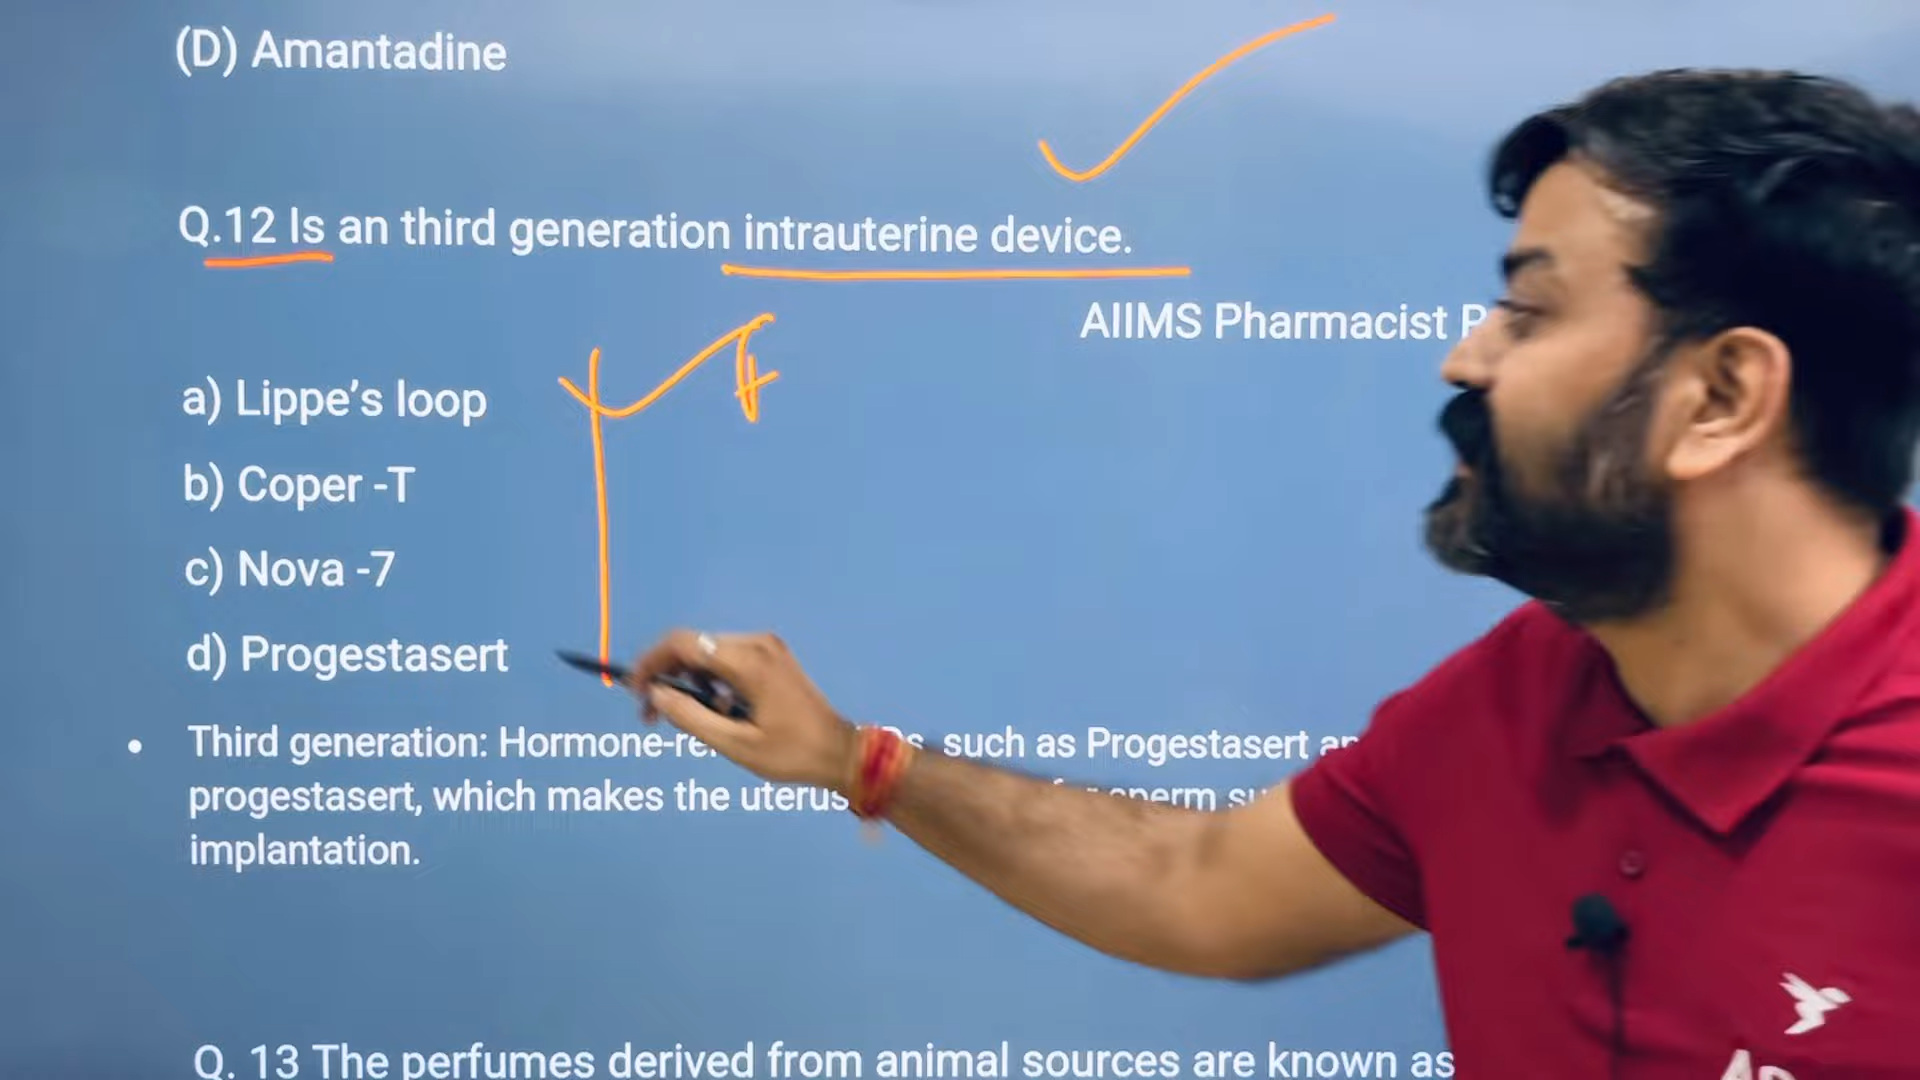 (D) Amantadine
Q.12 Is an third generation intrauterine device.
AIIMS Pharmacist
a) Lippe’s loop
b) Coper -T
c) Nova -7
d) Progestasert
• Third generation: such as Progestasert
progestasert, which makes the uterus sperm
implantation.
Q. 13 The perfumes derived from animal sources are known as